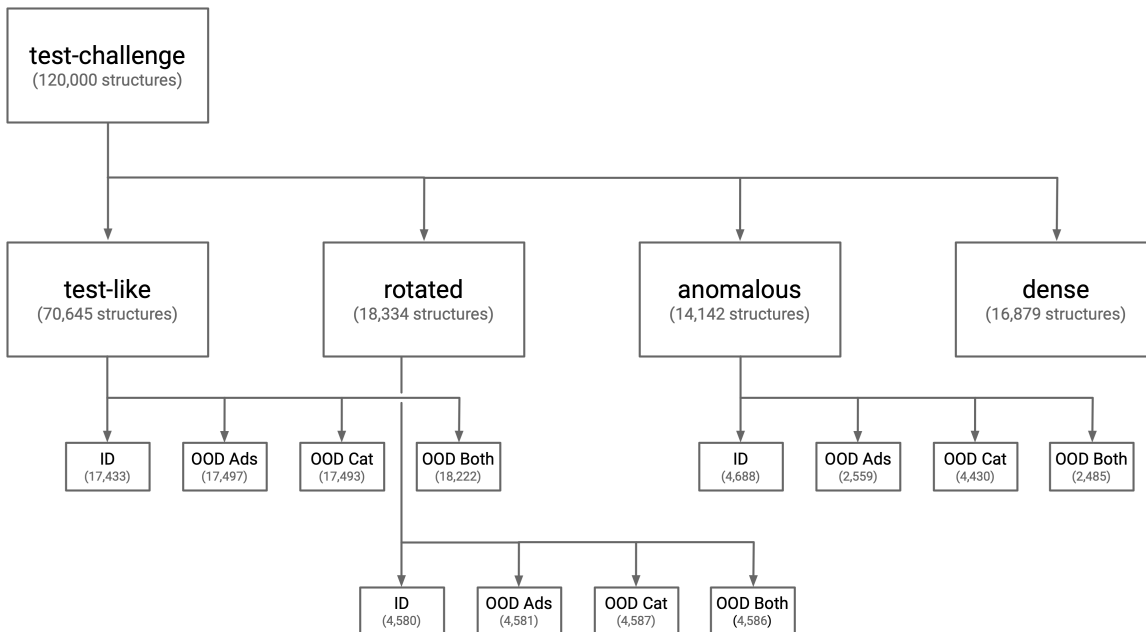 test-challenge
(120,000 structures)
test-like
(70,645 structures)
rotated
(18,334 structures)
anomalous
(14,142 structures)
dense
(16,879 structures)
ID
(17,433)
OOD Ads
(17,497)
OOD Cat
(17,493)
OOD Both
(18,222)
ID
(4,688)
OOD Ads
(2,559)
OOD Cat
(4,430)
OOD Both
(2,485)
ID
(4,580)
OOD Ads
(4,581)
OOD Cat
(4,587)
OOD Both
(4,586)